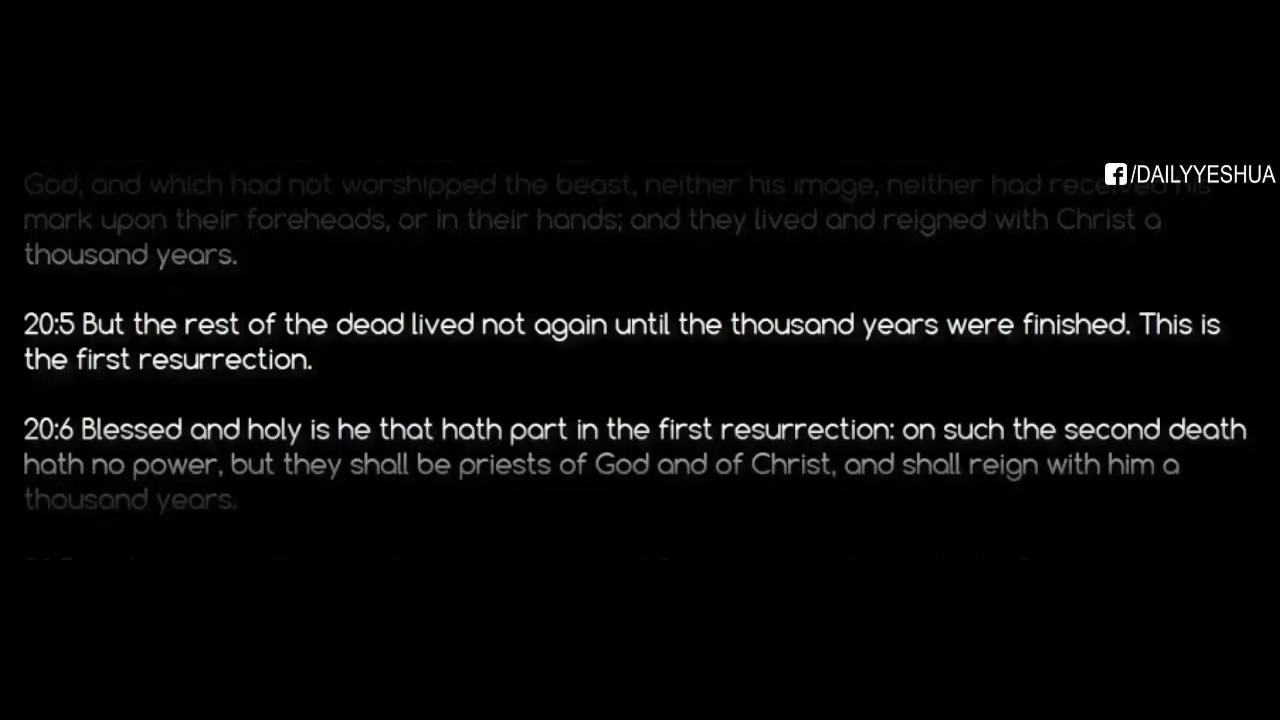 /DAILYYESHUA
God, and which had not worshipped the beast, neither his image, neither had received his
mark upon their foreheads, or in their hands; and they lived and reigned with Christ a
thousand years.
20:5 But the rest of the dead lived not again until the thousand years were finished. This is
the first resurrection.
20:6 Blessed and holy is he that hath part in the first resurrection: on such the second death
hath no power, but they shall be priests of God and of Christ, and shall reign with him a
thousand years.